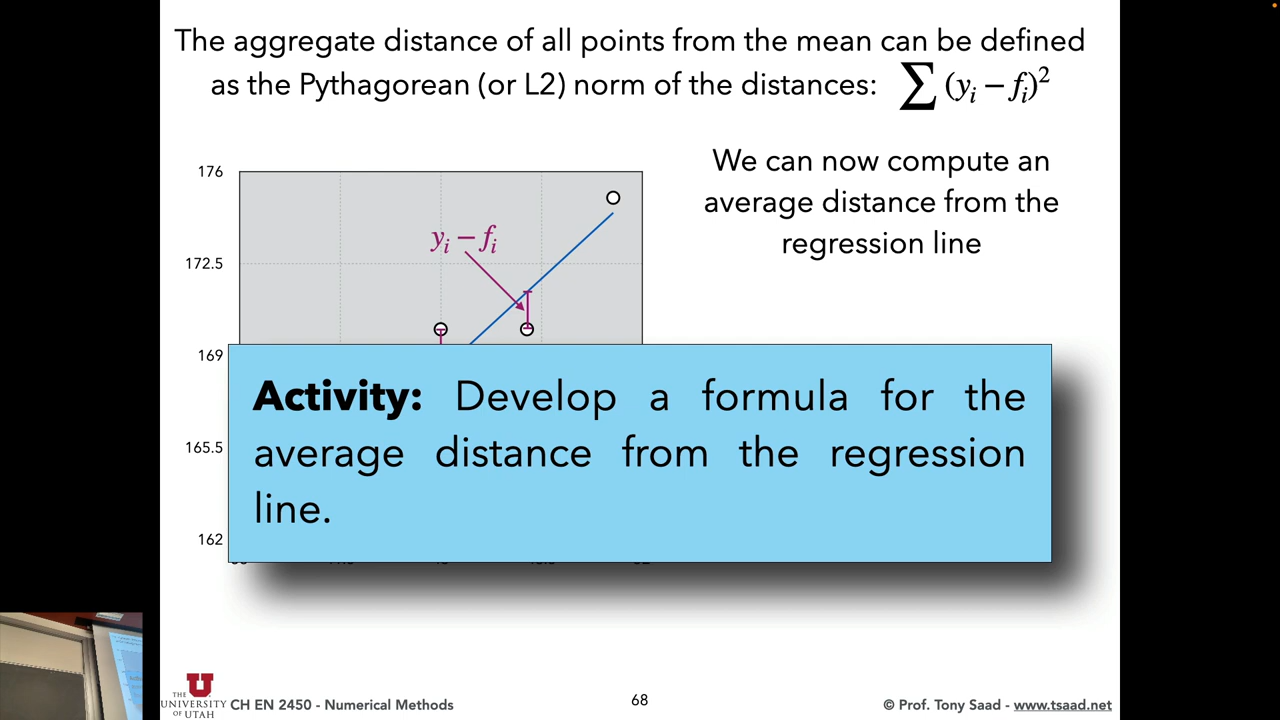 The aggregate distance of all points from the mean can be defined
as the Pythagorean (or L2) norm of the distances: ∑ (yᵢ − fᵢ)²
We can now compute an
average distance from the
regression line
176
172.5
169
165.5
162
yᵢ − fᵢ
Activity: Develop a formula for the
average distance from the regression
line.
THE
UNIVERSITY
OF UTAH
CH EN 2450 - Numerical Methods
68
© Prof. Tony Saad - www.tsaad.net